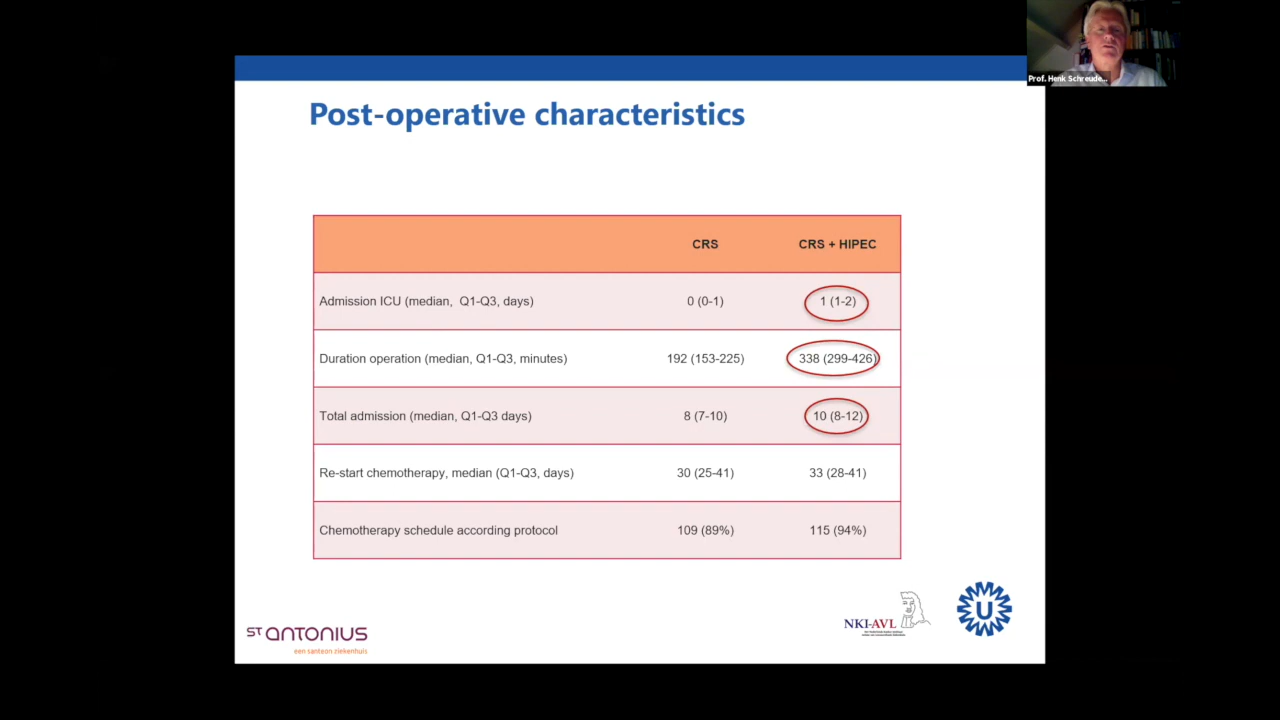 Prof. Henk Schreude...
Post-operative characteristics
CRS CRS + HIPEC
Admission ICU (median, Q1-Q3, days) 0 (0-1) 1 (1-2)
Duration operation (median, Q1-Q3, minutes) 192 (153-225) 338 (299-426)
Total admission (median, Q1-Q3 days) 8 (7-10) 10 (8-12)
Re-start chemotherapy, median (Q1-Q3, days) 30 (25-41) 33 (28-41)
Chemotherapy schedule according protocol 109 (89%) 115 (94%)
ST ANTONIUS
een santeon ziekenhuis
NKI-AVL
U